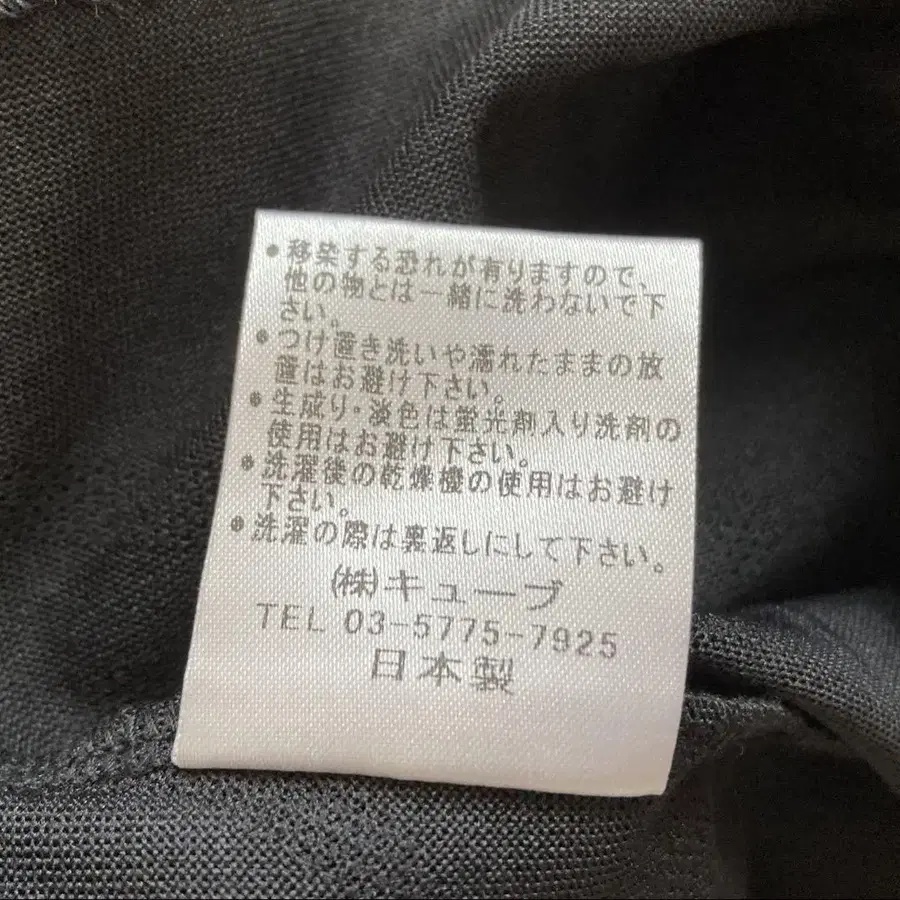 •移染する恐れが有りますので、
他の物とは一緒に洗わないで下
さい。
•つけ置き洗いや濡れたままの放
置はお避け下さい。
•生成り・淡色は蛍光剤入り洗剤の
使用はお避け下さい。
•洗濯後の乾燥機の使用はお避け
下さい。
•洗濯の際は裏返しにして下さい。
㈱キューブ
TEL 03-5775-7925
日本製